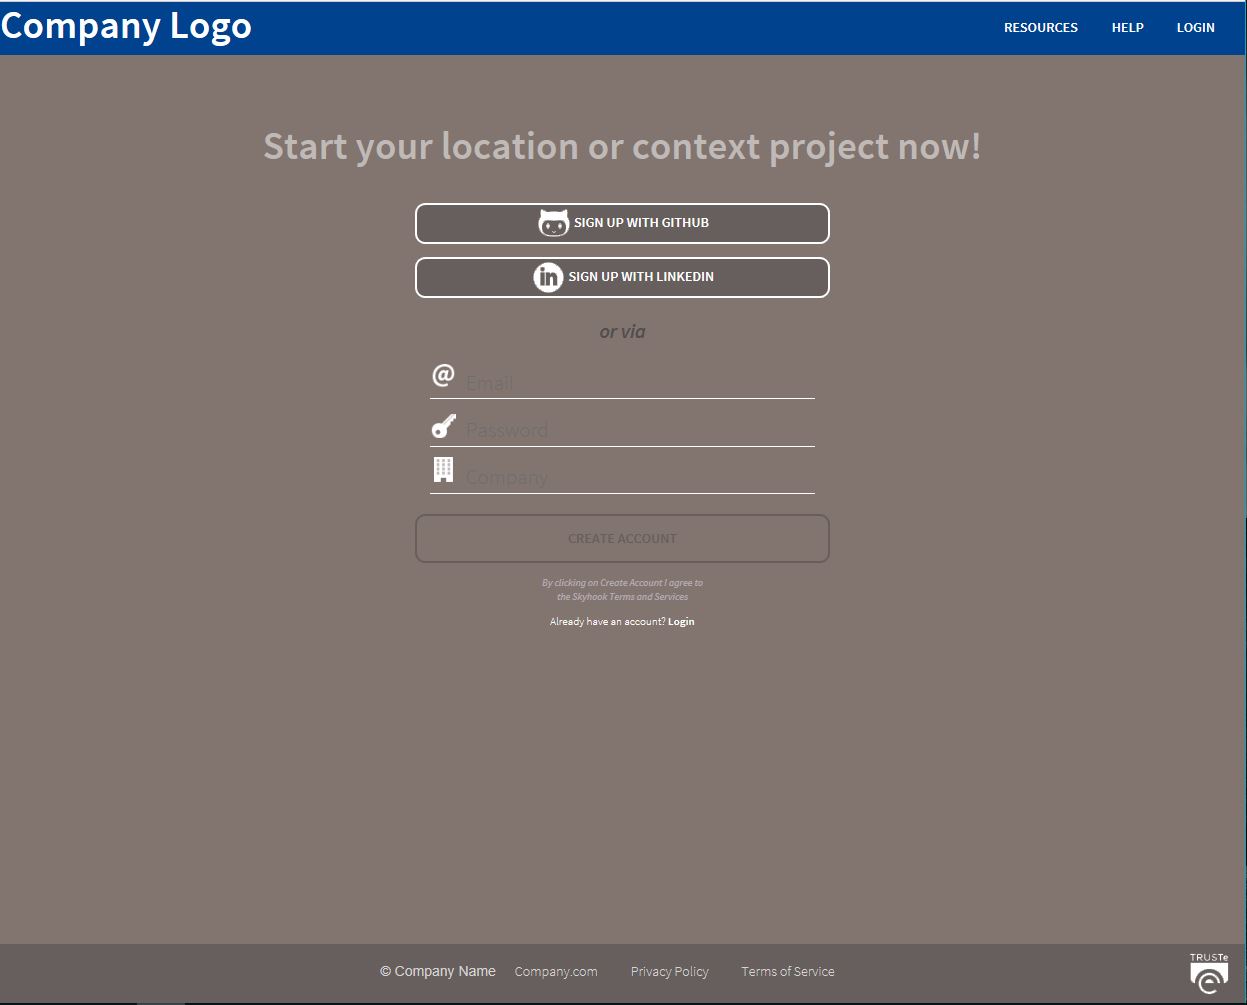 Company Logo
RESOURCES HELP LOGIN
Start your location or context project now!
SIGN UP WITH GITHUB
in SIGN UP WITH LINKEDIN
or via
@ Email
Password
Company
CREATE ACCOUNT
By clicking on Create Account I agree to
the Skyhook Terms and Services
Already have an account? Login
© Company Name Company.com Privacy Policy Terms of Service
TRUSTe
e